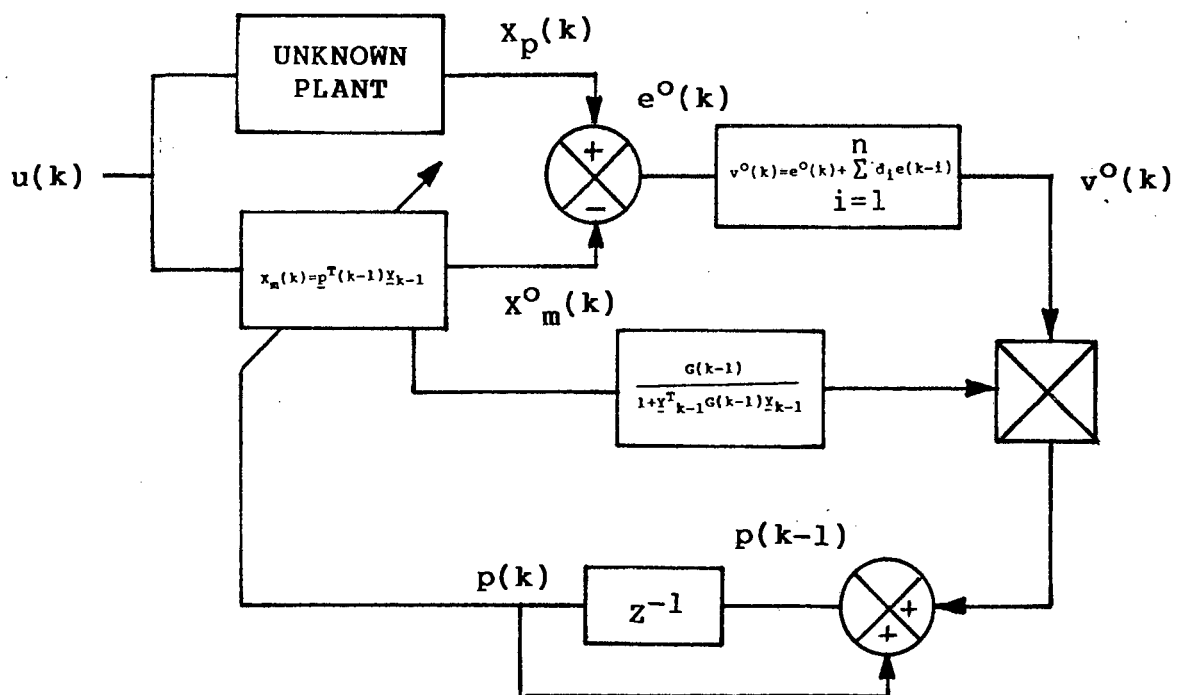 X_p(k)
UNKNOWN
PLANT
e^o(k)
u(k)
+
−
n
v^o(k)=e^o(k)+ ∑ d_i e(k-i)
i=1
v^o(k)
X_m(k)=p^T(k-1)y_{k-1}
X^o_m(k)
G(k-1)
1+y^T_{k-1}G(k-1)y_{k-1}
p(k-1)
p(k)
Z^-1
+
+